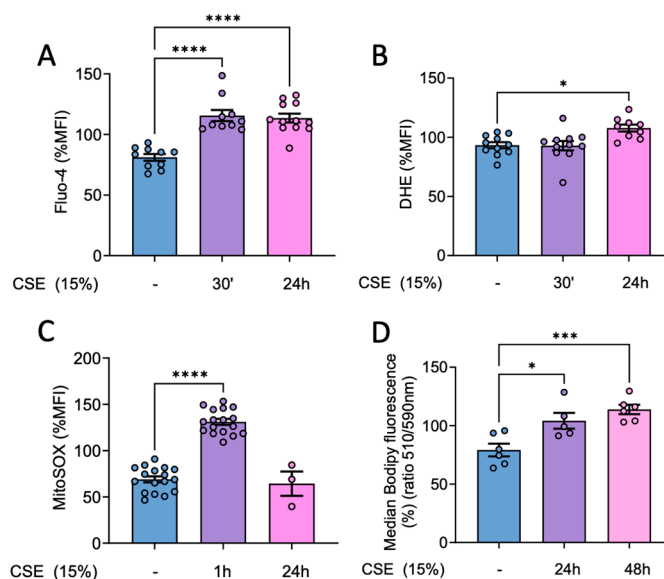 A
****
****
Fluo-4 (%MFI)
150
100
50
0
CSE (15%) - 30' 24h
B
*
DHE (%MFI)
150
100
50
0
CSE (15%) - 30' 24h
C
****
MitoSOX (%MFI)
200
150
100
50
0
CSE (15%) - 1h 24h
D
***
*
Median Bodipy fluorescence
(%) (ratio 510/590nm)
150
100
50
0
CSE (15%) - 24h 48h